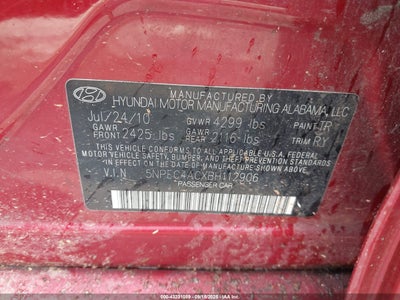 MANUFACTURED BY
HYUNDAI MOTOR MANUFACTURING ALABAMA, LLC
Jul/24/10 GVWR 4299 lbs PAINT TR
GAWR FRONT 2425 lbs GAWR REAR 2116 lbs TRIM RY
THIS VEHICLE CONFORMS TO ALL APPLICABLE U.S. FEDERAL
MOTOR VEHICLE SAFETY, BUMPER, AND THEFT PREVENTION
STANDARDS IN EFFECT ON THE DATE OF MANUFACTURE
SHOWN ABOVE.
V.I.N 5NPEC4ACXBH112906
PASSENGER CAR